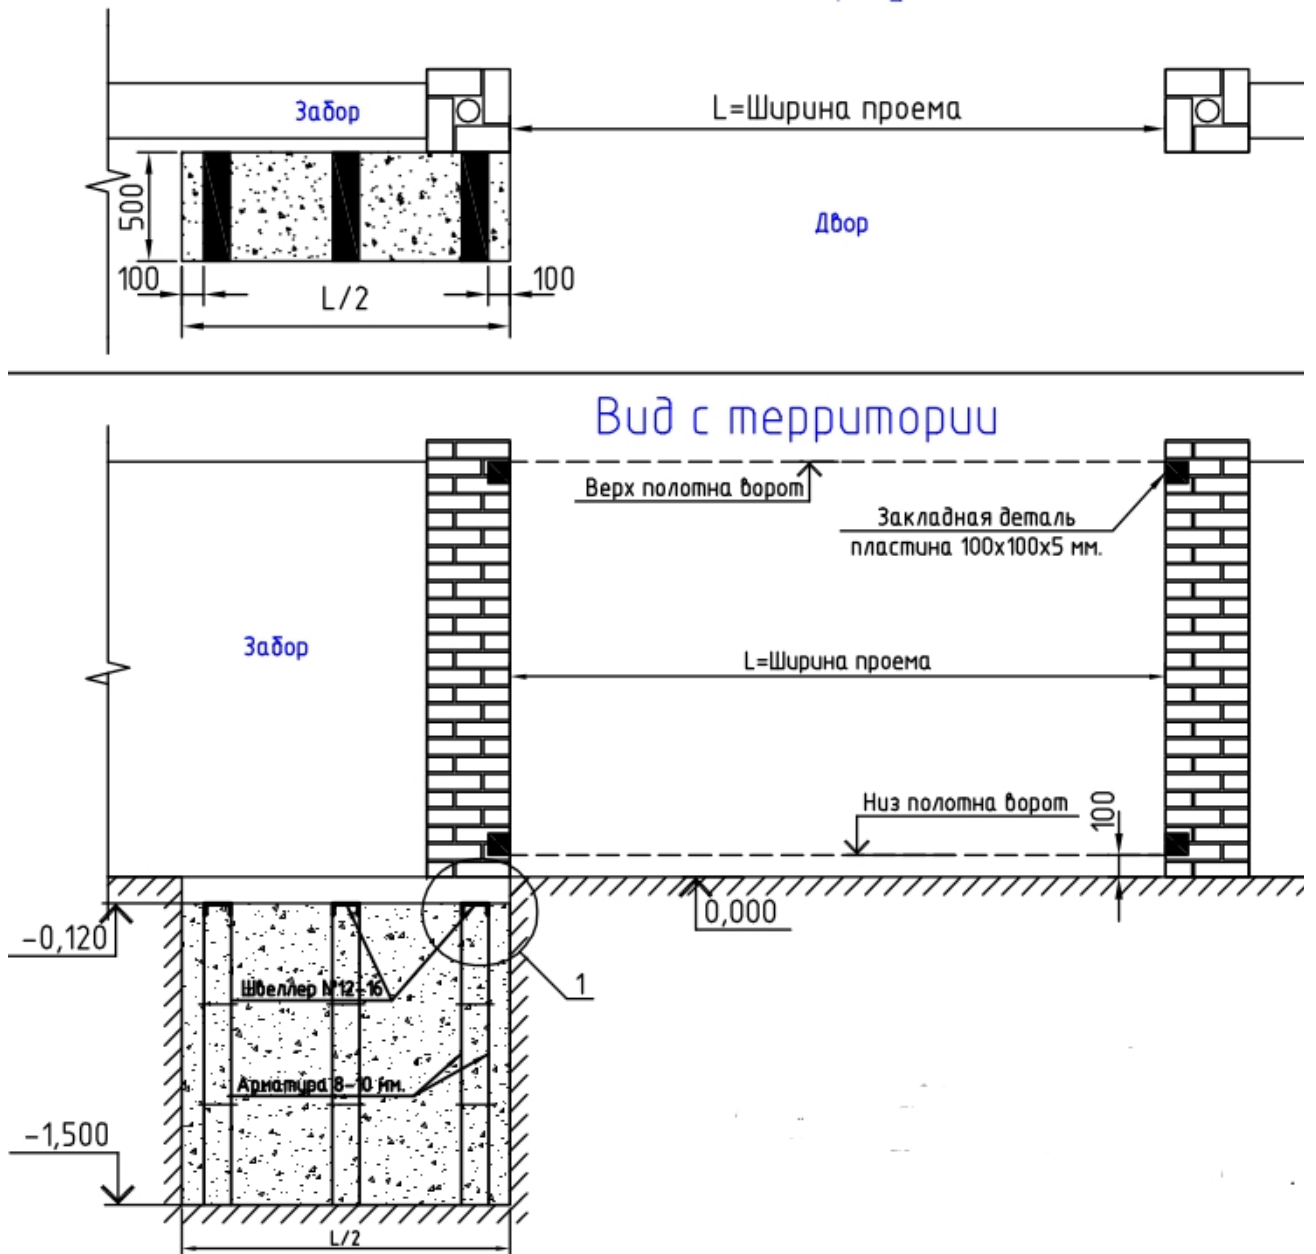 Забор
L=Ширина проема
500
Двор
100
L/2
100
Вид с территории
Верх полотна ворот
Закладная деталь
пластина 100х100х5 мм.
Забор
L=Ширина проема
Низ полотна ворот
100
0,000
-0,120
Швеллер №12-16
1
Арматура 8-10 мм.
-1,500
L/2